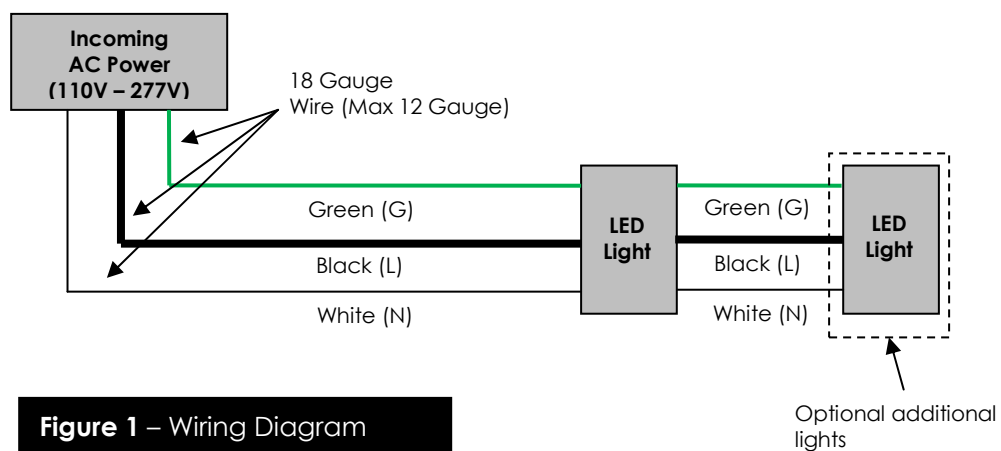 Incoming
AC Power
(110V – 277V)
18 Gauge
Wire (Max 12 Gauge)
Green (G)
Green (G)
LED
Light
LED
Light
Black (L)
Black (L)
White (N)
White (N)
Figure 1 – Wiring Diagram
Optional additional
lights